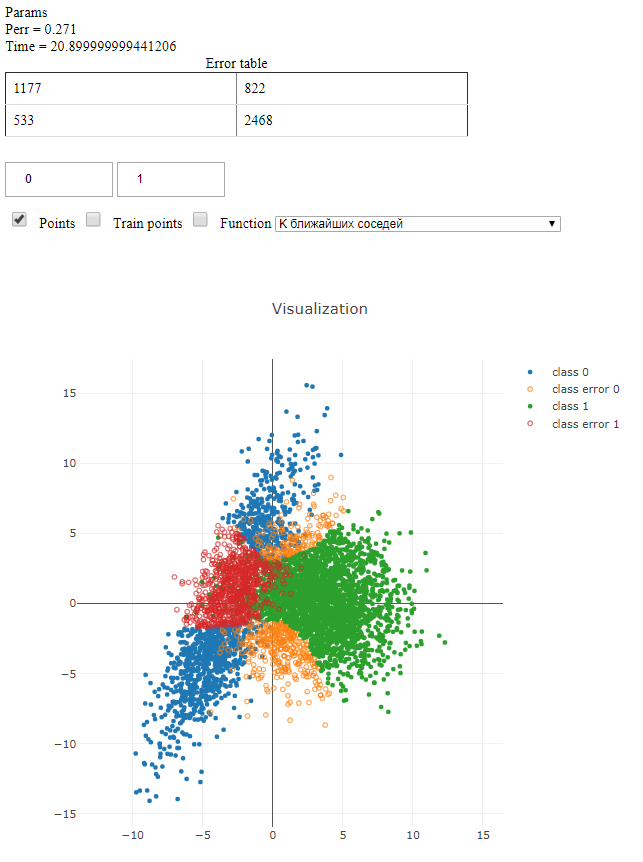 Params
Perr = 0.271
Time = 20.899999999441206
Error table
1177 822
533 2468
0 1
Points Train points Function К ближайших соседей
Visualization
class 0
class error 0
class 1
class error 1
15
10
5
0
−5
−10
−15
−10 −5 0 5 10 15